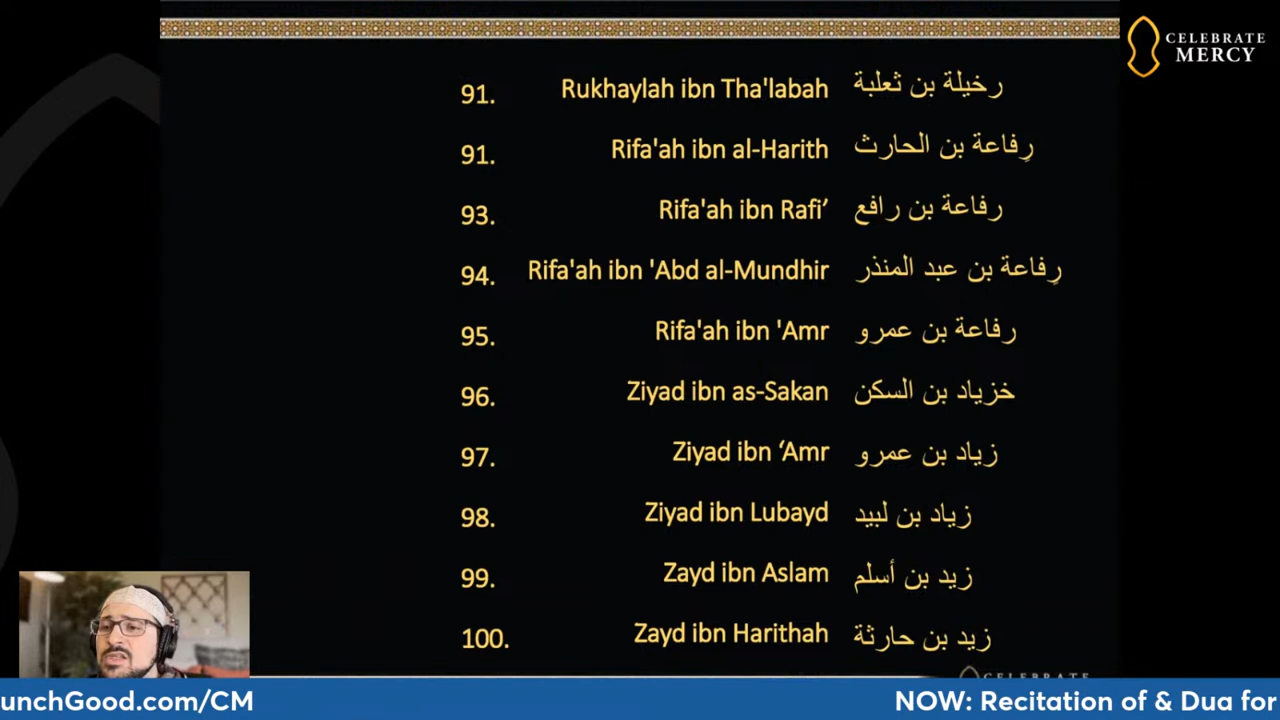 CELEBRATE
MERCY
91. Rukhaylah ibn Tha'labah رخيلة بن ثعلبة
91. Rifa'ah ibn al-Harith رِفاعة بن الحارث
93. Rifa'ah ibn Rafi’ رفاعة بن رافع
94. Rifa'ah ibn 'Abd al-Mundhir رِفاعة بن عبد المنذر
95. Rifa'ah ibn 'Amr رفاعة بن عمرو
96. Ziyad ibn as-Sakan خزياد بن السكن
97. Ziyad ibn ‘Amr زياد بن عمرو
98. Ziyad ibn Lubayd زياد بن لبيد
99. Zayd ibn Aslam زيد بن أسلم
100. Zayd ibn Harithah زيد بن حارثة
CELEBRATE
unchGood.com/CM NOW: Recitation of & Dua for